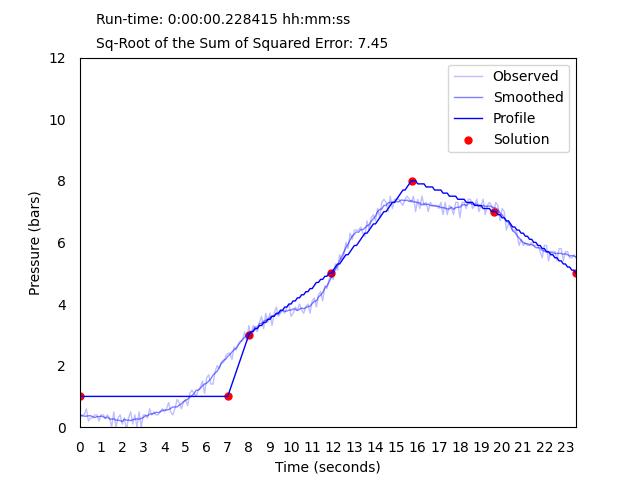 Run-time: 0:00:00.228415 hh:mm:ss
Sq-Root of the Sum of Squared Error: 7.45
12
10
8
6
4
2
0
Pressure (bars)
Observed
Smoothed
Profile
Solution
0 1 2 3 4 5 6 7 8 9 10 11 12 13 14 15 16 17 18 19 20 21 22 23
Time (seconds)